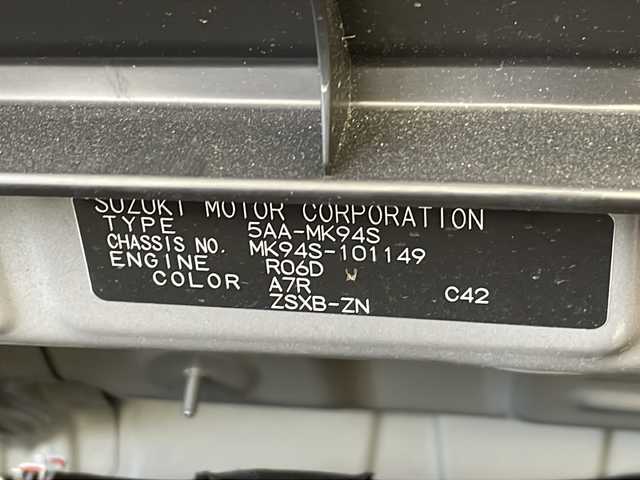 SUZUKI MOTOR CORPORATION
TYPE 5AA-MK94S
CHASSIS NO. MK94S-101149
ENGINE R06D
COLOR A7R C42
ZSXB-ZN